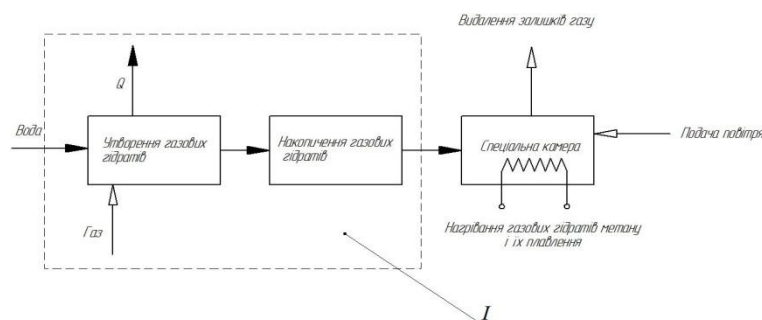 Видалення залишків газу
Q
Вода
Утворення газових
гідратів
Накопичення газових
гідратів
Спеціальна камера
Подача повітря
Газ
Нагрівання газових гідратів метану
і їх плавлення
I